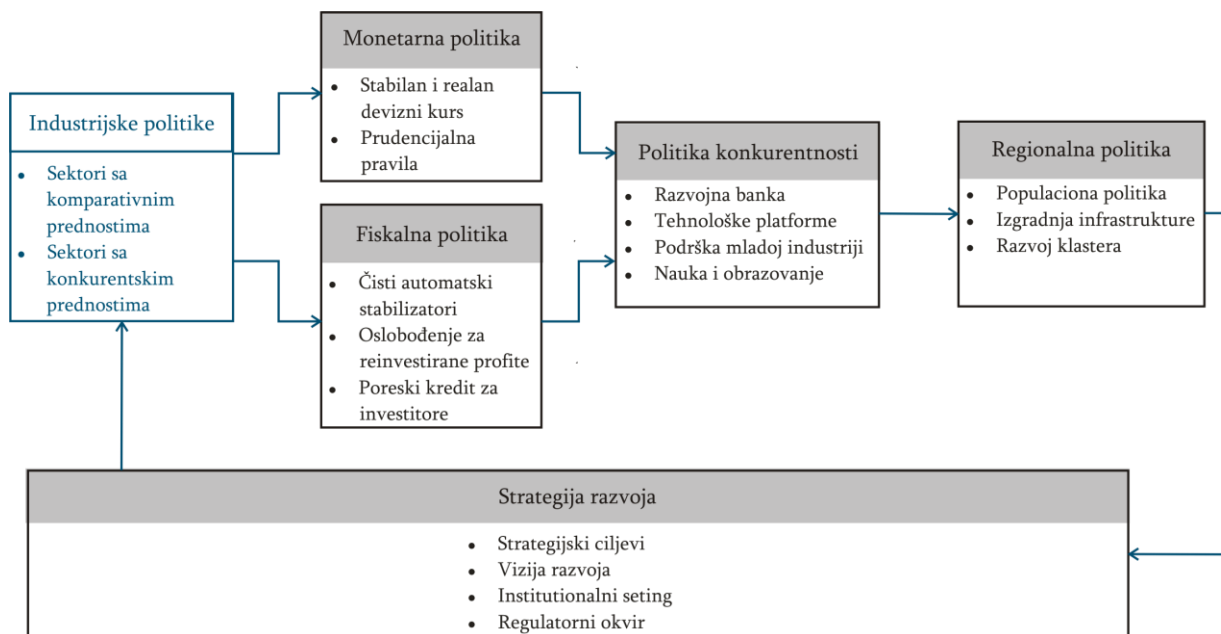 Industrijske politike
• Sektori sa
komparativnim
prednostima
• Sektori sa
konkurentskim
prednostima
Monetarna politika
• Stabilan i realan
devizni kurs
• Prudencijalna
pravila
Fiskalna politika
• Čisti automatski
stabilizatori
• Oslobođenje za
reinvestirane profite
• Poreski kredit za
investitore
Politika konkurentnosti
• Razvojna banka
• Tehnološke platforme
• Podrška mladoj industriji
• Nauka i obrazovanje
Regionalna politika
• Populaciona politika
• Izgradnja infrastrukture
• Razvoj klastera
Strategija razvoja
• Strategijski ciljevi
• Vizija razvoja
• Institutionalni seting
• Regulatorni okvir